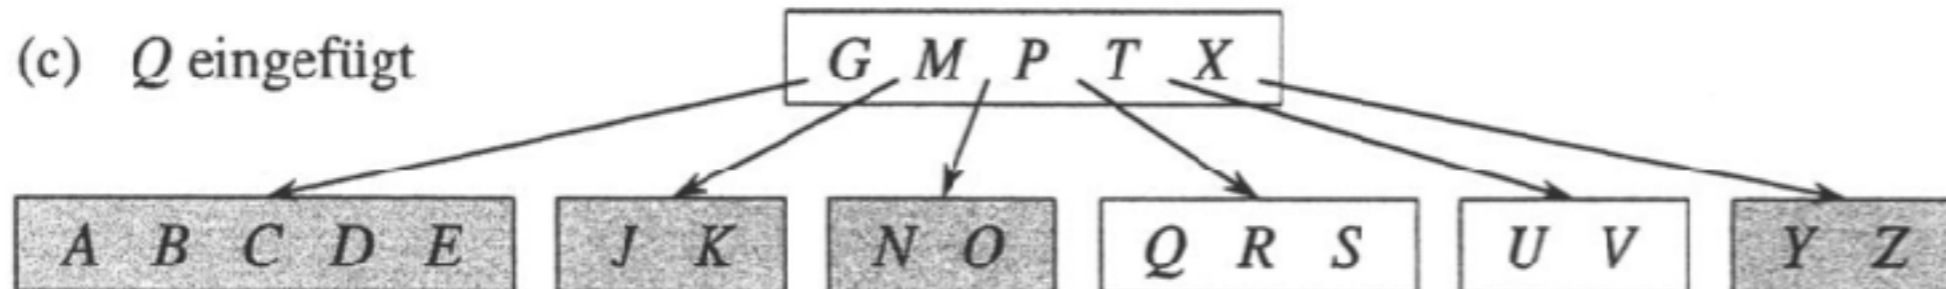 (c) Q eingefügt
G M P T X
A B C D E J K N O Q R S U V Y Z